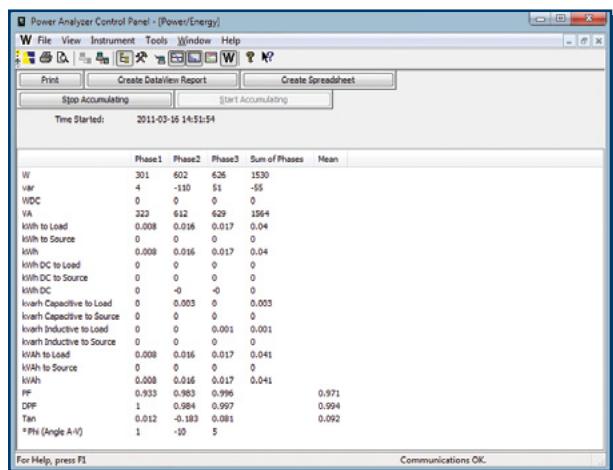 Power Analyzer Control Panel - [Power/Energy]
W File View Instrument Tools Window Help
W ?
Print Create DataView Report Create Spreadsheet
Stop Accumulating Start Accumulating
Time Started: 2011-03-16 14:51:54
Phase1 Phase2 Phase3 Sum of Phases Mean
W 301 602 626 1530
var 4 -110 51 -55
WDC 0 0 0 0
VA 323 612 629 1564
kWh to Load 0.008 0.016 0.017 0.04
kWh to Source 0 0 0 0
kWh 0.008 0.016 0.017 0.04
kWh DC to Load 0 0 0 0
kWh DC to Source 0 0 0 0
kWh DC 0 -0 -0 0
kvarh Capacitive to Load 0 0.003 0 0.003
kvarh Capacitive to Source 0 0 0 0
kvarh Inductive to Load 0 0 0.001 0.001
kvarh Inductive to Source 0 0 0 0
kVAh to Load 0.008 0.016 0.017 0.041
kVAh to Source 0 0 0 0
kVAh 0.008 0.016 0.017 0.041
PF 0.933 0.983 0.996 0.971
DPF 1 0.984 0.997 0.994
Tan 0.012 -0.183 0.081 0.092
* Phi (Angle A-V) 1 -10 5
For Help, press F1 Communications OK.